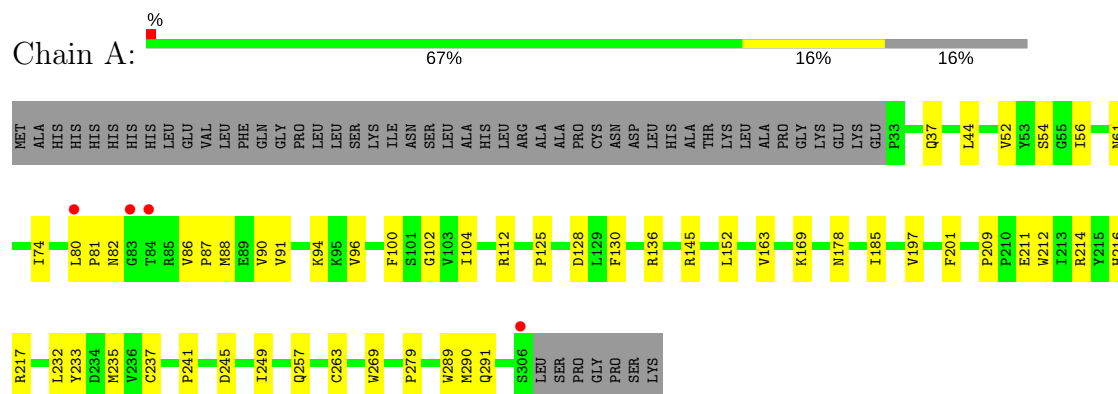 %
Chain A:
67% 16% 16%
MET ALA HIS HIS HIS HIS HIS HIS LEU GLU VAL LEU PHE GLN GLY PRO LEU LEU SER LYS ILE ASN SER LEU ALA HIS LEU ARG ALA ALA PRO CYS ASN ASP LEU HIS ALA THR LYS LEU ALA PRO GLY LYS GLU LYS GLU P33 Q37 L44 V52 Y53 S54 G55 I56 N61
I74 L80 P81 N82 G83 T84 R85 V86 P87 M88 E89 V90 V91 K94 K95 V96 F100 S101 G102 V103 I104 R112 P125 D128 L129 F130 R136 R145 L152 V163 K169 N178 I185 V197 F201 P209 P210 E211 W212 I213 R214 Y215 H216
R217 L232 Y233 D234 M235 V236 C237 P241 D245 I249 Q257 C263 W269 P279 W289 M290 Q291 S306 LEU SER PRO GLY PRO SER LYS